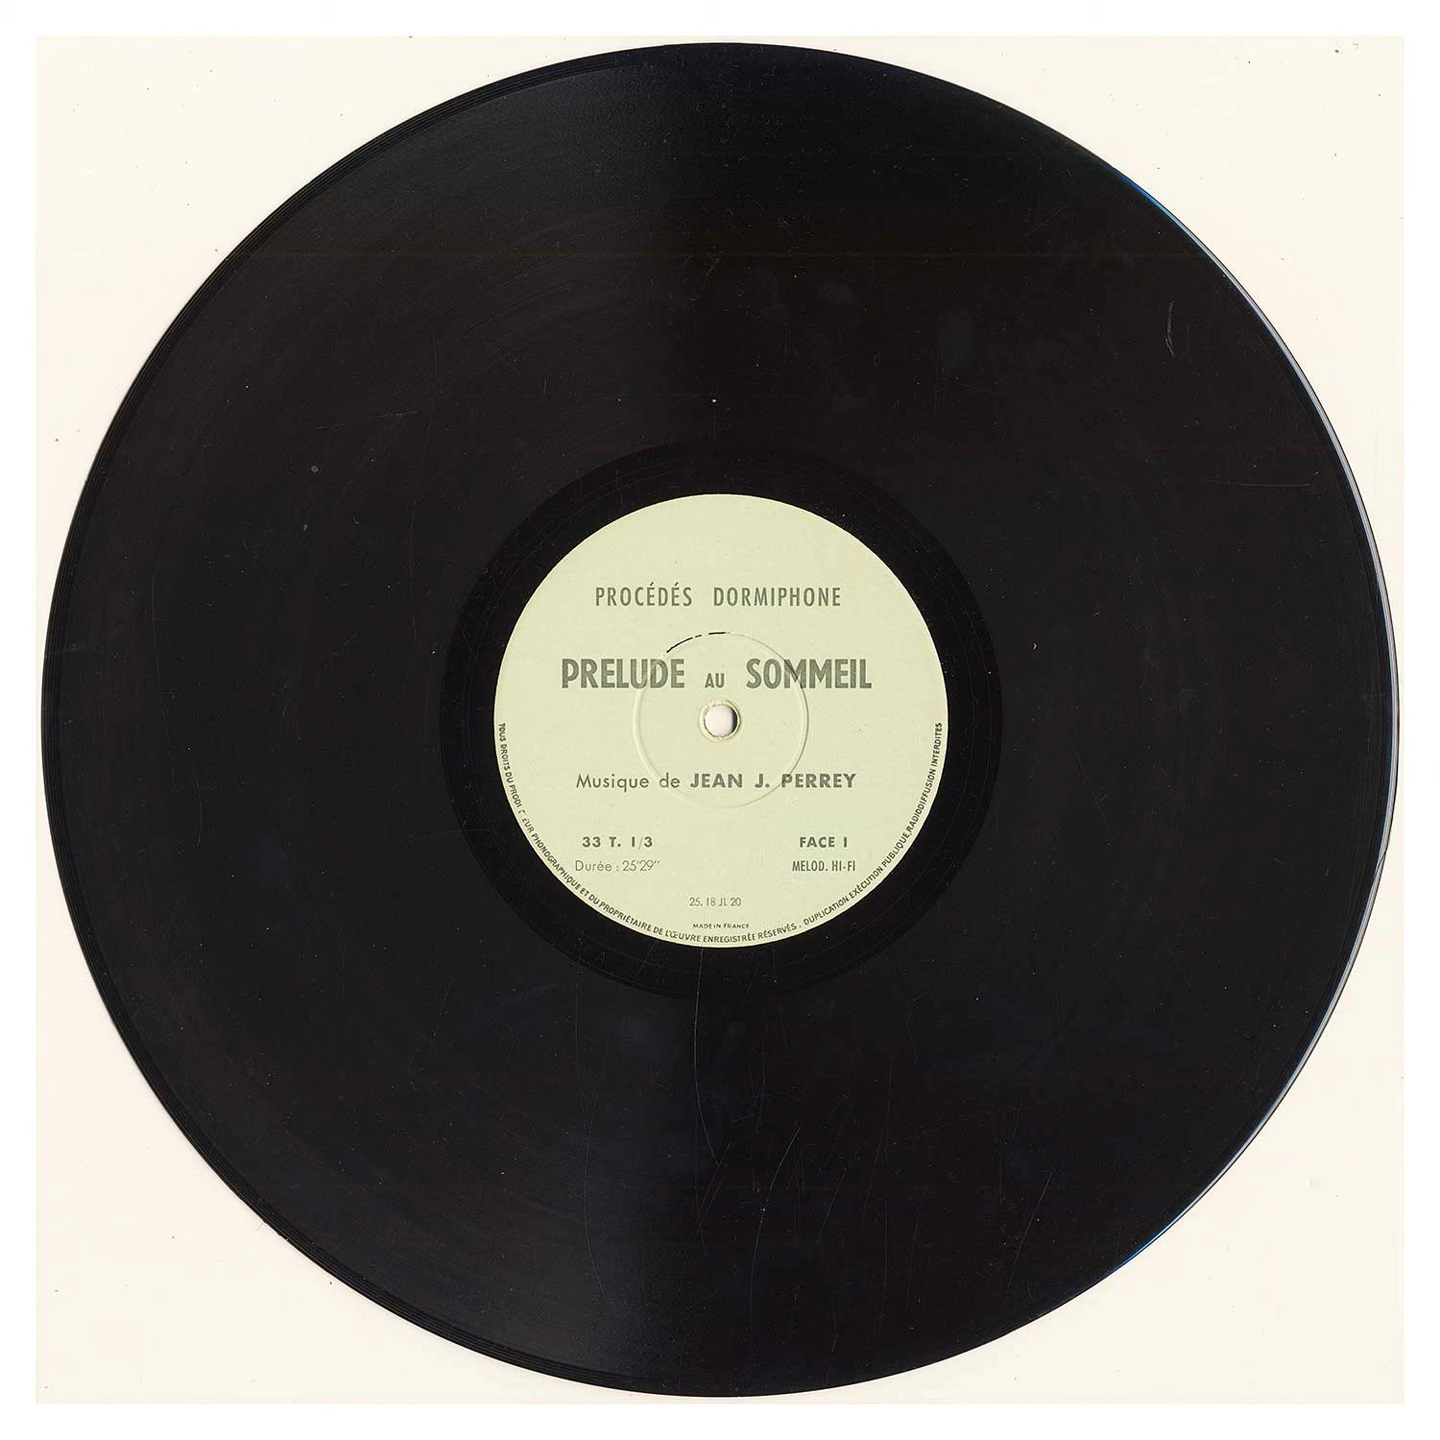 PROCÉDÉS DORMIPHONE
PRELUDE AU SOMMEIL
Musique de JEAN J. PERREY
33 T. 1/3 FACE 1
Durée : 25'29" MELOD. HI-FI
25. 18 JL 20
MADE IN FRANCE
TOUS DROITS DU PRODUCTEUR PHONOGRAPHIQUE ET DU PROPRIÉTAIRE DE L'ŒUVRE ENREGISTRÉE RÉSERVÉS . DUPLICATION EXÉCUTION PUBLIQUE, RADIODIFFUSION INTERDITES